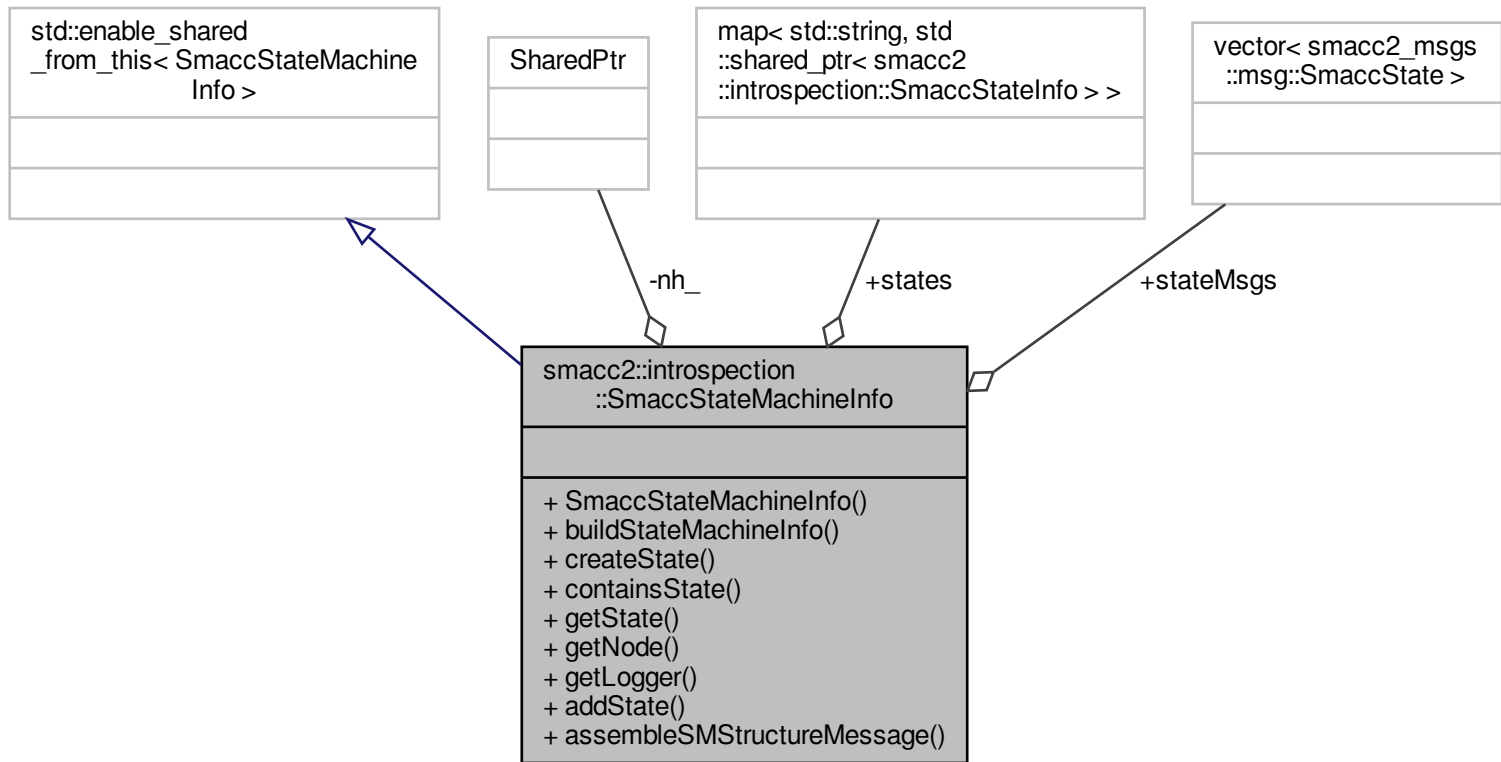 std::enable_shared
_from_this< SmaccStateMachine
Info >
SharedPtr
map< std::string, std
::shared_ptr< smacc2
::introspection::SmaccStateInfo > >
vector< smacc2_msgs
::msg::SmaccState >
-nh_
+states
+stateMsgs
smacc2::introspection
::SmaccStateMachineInfo
+ SmaccStateMachineInfo()
+ buildStateMachineInfo()
+ createState()
+ containsState()
+ getState()
+ getNode()
+ getLogger()
+ addState()
+ assembleSMStructureMessage()